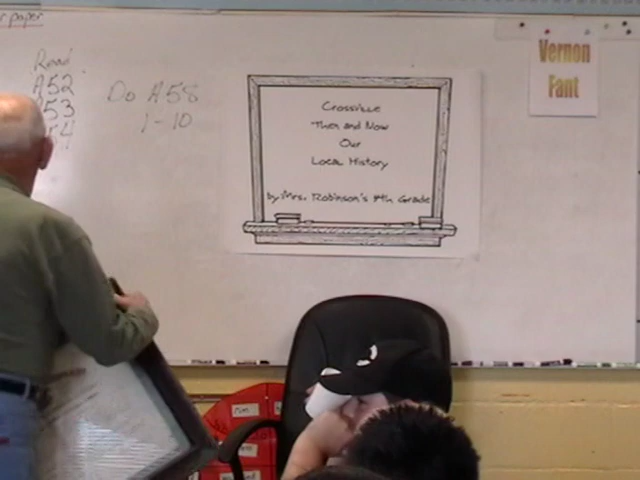 r paper
Read
A52
A53
Do A58
1-10
Crossville
Then and Now
Our
Local History
by: Mrs. Robinson's 4th Grade
Vernon
Fant